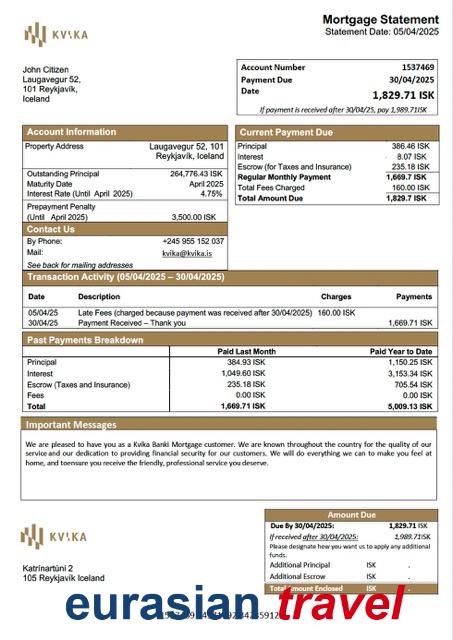 Mortgage Statement
Statement Date: 05/04/2025
KVIKA
John Citizen
Laugavegur 52,
101 Reykjavík,
Iceland
Account Number 1537469
Payment Due 30/04/2025
Date 1,829.71 ISK
If payment is received after 30/04/25, pay 1,989.71ISK
Account Information
Property Address Laugavegur 52, 101
Reykjavik, Iceland
Outstanding Principal 264,776.43 ISK
Maturity Date April 2025
Interest Rate (Until April 2025) 4.75%
Prepayment Penalty
(Until April 2025) 3,500.00 ISK
Contact Us
By Phone: +245 955 152 037
Mail: kvika@kvika.is
See back for mailing addresses
Current Payment Due
Principal 386.46 ISK
Interest 8.07 ISK
Escrow (for Taxes and Insurance) 235.18 ISK
Regular Monthly Payment 1,669.7 ISK
Total Fees Charged 160.00 ISK
Total Amount Due 1,829.7 ISK
Transaction Activity (05/04/2025 – 30/04/2025)
Date Description Charges Payments
05/04/25 Late Fees (charged because payment was received after 30/04/2025) 160.00 ISK
30/04/25 Payment Received – Thank you 1,669.71 ISK
Past Payments Breakdown
Paid Last Month Paid Year to Date
Principal 384.93 ISK 1,150.25 ISK
Interest 1,049.60 ISK 3,153.34 ISK
Escrow (Taxes and Insurance) 235.18 ISK 705.54 ISK
Fees 0.00 ISK 0.00 ISK
Total 1,669.71 ISK 5,009.13 ISK
Important Messages
We are pleased to have you as a Kvika Banki Mortgage customer. We are known throughout the country for the quality of our
service and our dedication to providing financial security for our customers. We will do everything we can to make you feel at
home, and toensure you receive the friendly, professional service you deserve.
KVIKA
Katrínartúni 2
105 Reykjavík Iceland
Amount Due
Due By 30/04/2025: 1,829.71 ISK
If received after 30/04/25: 1,989.71ISK
Please designate how you want us to apply any additional
funds.
Additional Principal ISK .
Additional Escrow ISK .
Total Amount Enclosed ISK .
eurasian travel